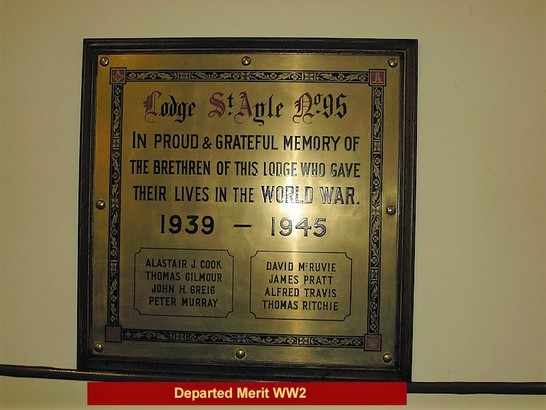 Lodge St Ayle No 95
IN PROUD & GRATEFUL MEMORY OF
THE BRETHREN OF THIS LODGE WHO GAVE
THEIR LIVES IN THE WORLD WAR.
1939 — 1945
ALASTAIR J. COOK
THOMAS GILMOUR
JOHN H. GREIG
PETER MURRAY
DAVID McRUVIE
JAMES PRATT
ALFRED TRAVIS
THOMAS RITCHIE
Departed Merit WW2